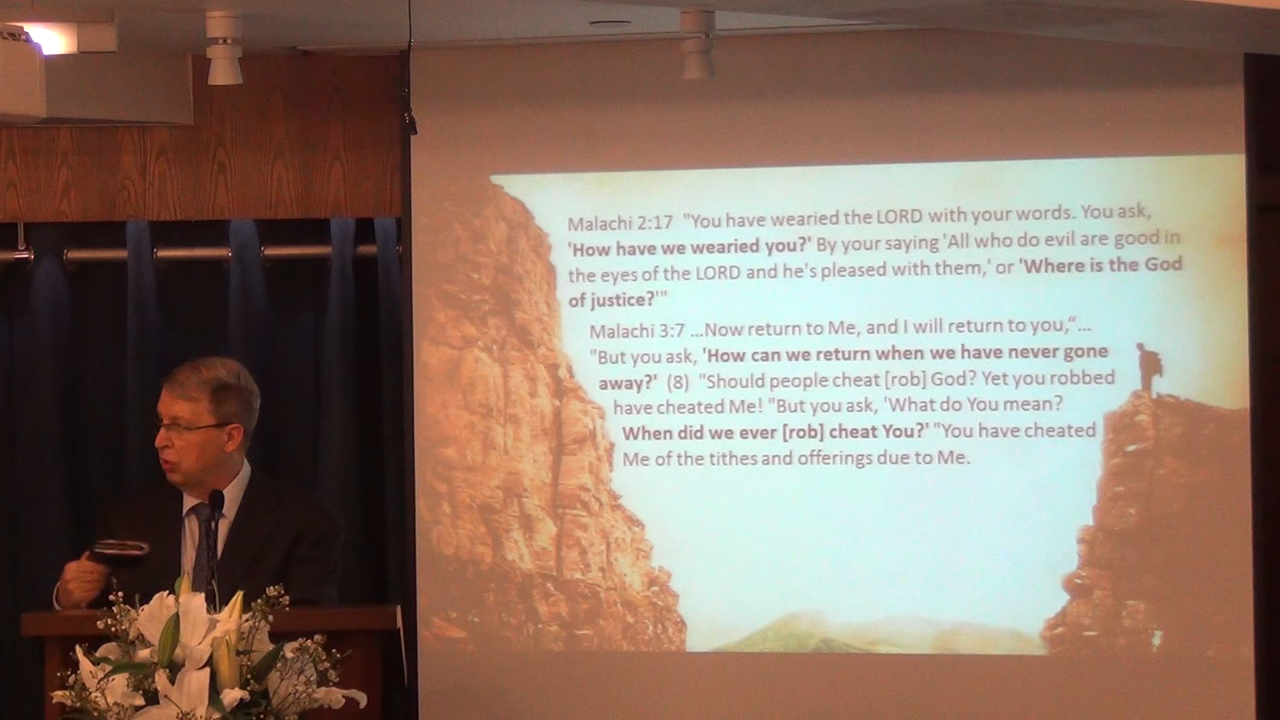 Malachi 2:17 "You have wearied the LORD with your words. You ask,
'How have we wearied you?' By your saying 'All who do evil are good in
the eyes of the LORD and he's pleased with them,' or 'Where is the God
of justice?'"
Malachi 3:7 ...Now return to Me, and I will return to you,“...
"But you ask, 'How can we return when we have never gone
away?' (8) "Should people cheat [rob] God? Yet you robbed
have cheated Me! "But you ask, 'What do You mean?
When did we ever [rob] cheat You?' "You have cheated
Me of the tithes and offerings due to Me.